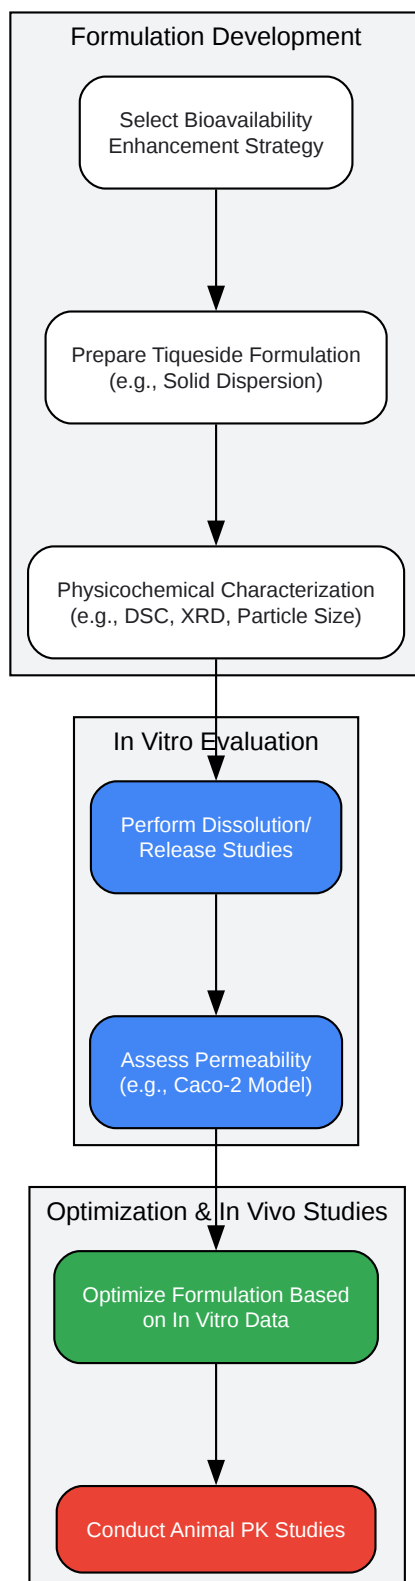 Formulation Development
Select Bioavailability
Enhancement Strategy
Prepare Tiqueside Formulation
(e.g., Solid Dispersion)
Physicochemical Characterization
(e.g., DSC, XRD, Particle Size)
In Vitro Evaluation
Perform Dissolution/
Release Studies
Assess Permeability
(e.g., Caco-2 Model)
Optimization & In Vivo Studies
Optimize Formulation Based
on In Vitro Data
Conduct Animal PK Studies